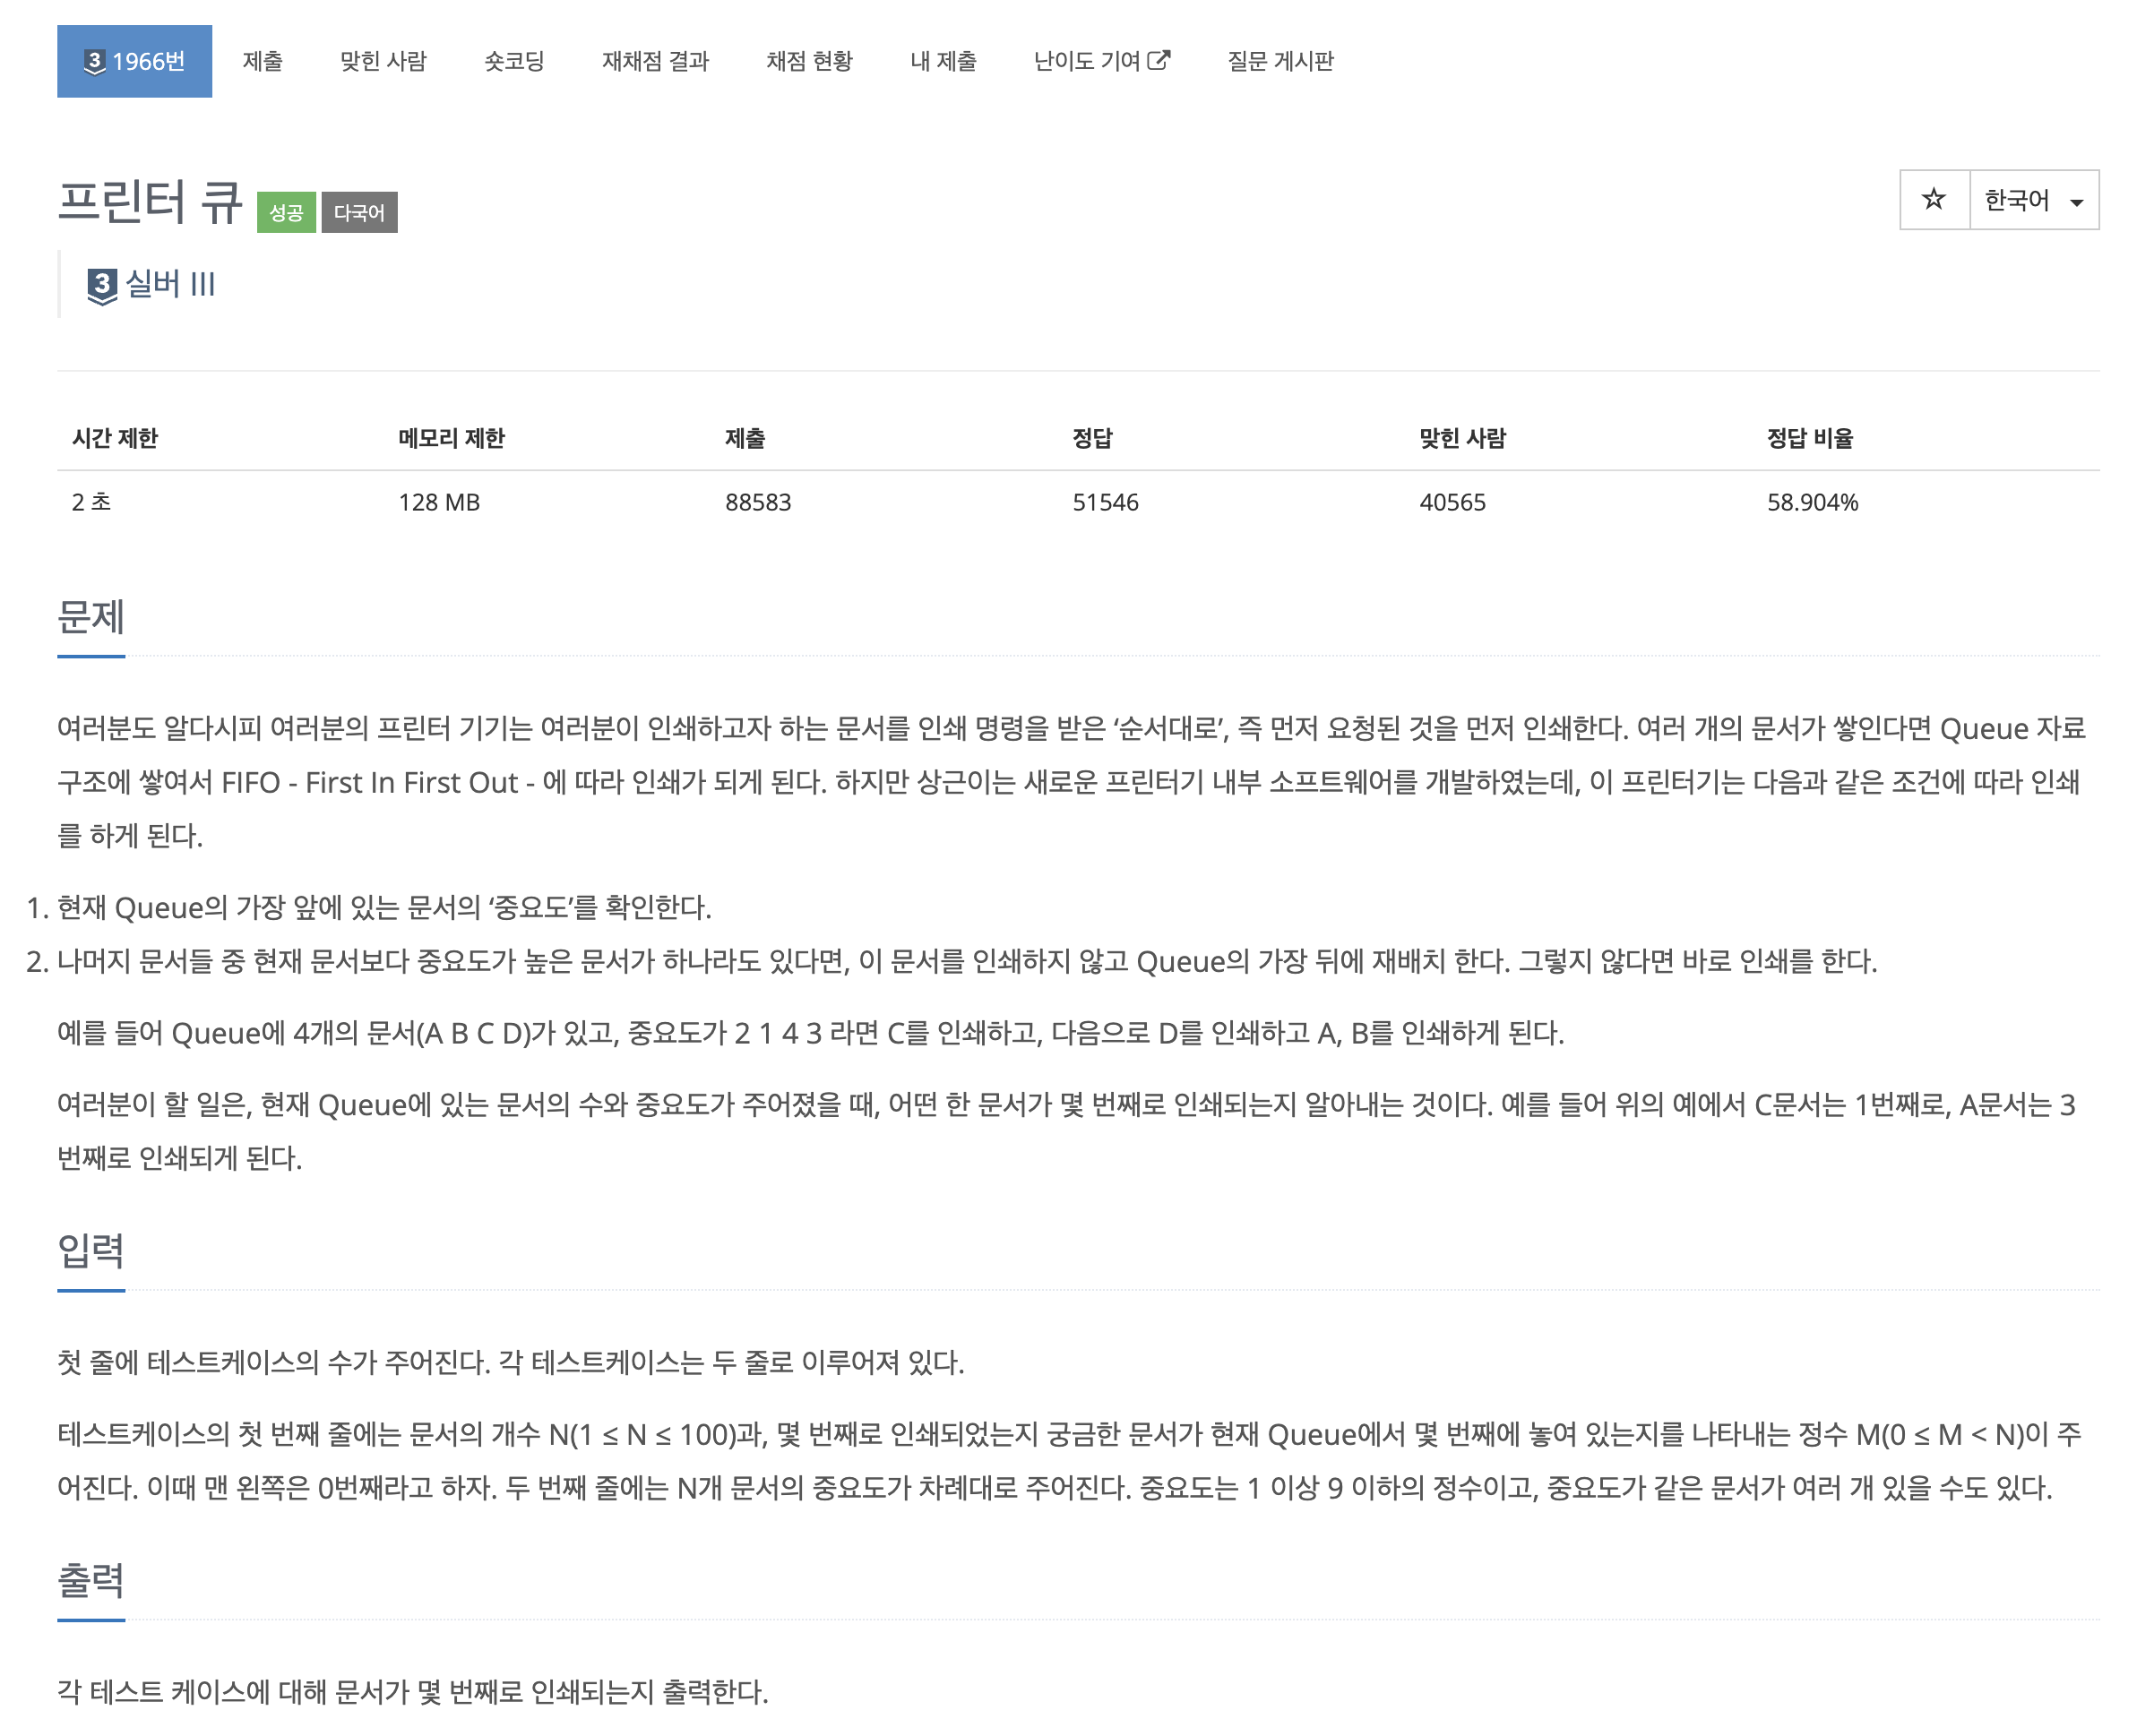 3 1966번 제출 맞힌 사람 숏코딩 재채점 결과 채점 현황 내 제출 난이도 기여 질문 게시판
프린터 큐 성공 다국어
☆ 한국어
3 실버 III
시간 제한 메모리 제한 제출 정답 맞힌 사람 정답 비율
2 초 128 MB 88583 51546 40565 58.904%
문제
여러분도 알다시피 여러분의 프린터 기기는 여러분이 인쇄하고자 하는 문서를 인쇄 명령을 받은 ‘순서대로’, 즉 먼저 요청된 것을 먼저 인쇄한다. 여러 개의 문서가 쌓인다면 Queue 자료
구조에 쌓여서 FIFO - First In First Out - 에 따라 인쇄가 되게 된다. 하지만 상근이는 새로운 프린터기 내부 소프트웨어를 개발하였는데, 이 프린터기는 다음과 같은 조건에 따라 인쇄
를 하게 된다.
1. 현재 Queue의 가장 앞에 있는 문서의 ‘중요도’를 확인한다.
2. 나머지 문서들 중 현재 문서보다 중요도가 높은 문서가 하나라도 있다면, 이 문서를 인쇄하지 않고 Queue의 가장 뒤에 재배치 한다. 그렇지 않다면 바로 인쇄를 한다.
예를 들어 Queue에 4개의 문서(A B C D)가 있고, 중요도가 2 1 4 3 라면 C를 인쇄하고, 다음으로 D를 인쇄하고 A, B를 인쇄하게 된다.
여러분이 할 일은, 현재 Queue에 있는 문서의 수와 중요도가 주어졌을 때, 어떤 한 문서가 몇 번째로 인쇄되는지 알아내는 것이다. 예를 들어 위의 예에서 C문서는 1번째로, A문서는 3
번째로 인쇄되게 된다.
입력
첫 줄에 테스트케이스의 수가 주어진다. 각 테스트케이스는 두 줄로 이루어져 있다.
테스트케이스의 첫 번째 줄에는 문서의 개수 N(1 ≤ N ≤ 100)과, 몇 번째로 인쇄되었는지 궁금한 문서가 현재 Queue에서 몇 번째에 놓여 있는지를 나타내는 정수 M(0 ≤ M < N)이 주
어진다. 이때 맨 왼쪽은 0번째라고 하자. 두 번째 줄에는 N개 문서의 중요도가 차례대로 주어진다. 중요도는 1 이상 9 이하의 정수이고, 중요도가 같은 문서가 여러 개 있을 수도 있다.
출력
각 테스트 케이스에 대해 문서가 몇 번째로 인쇄되는지 출력한다.